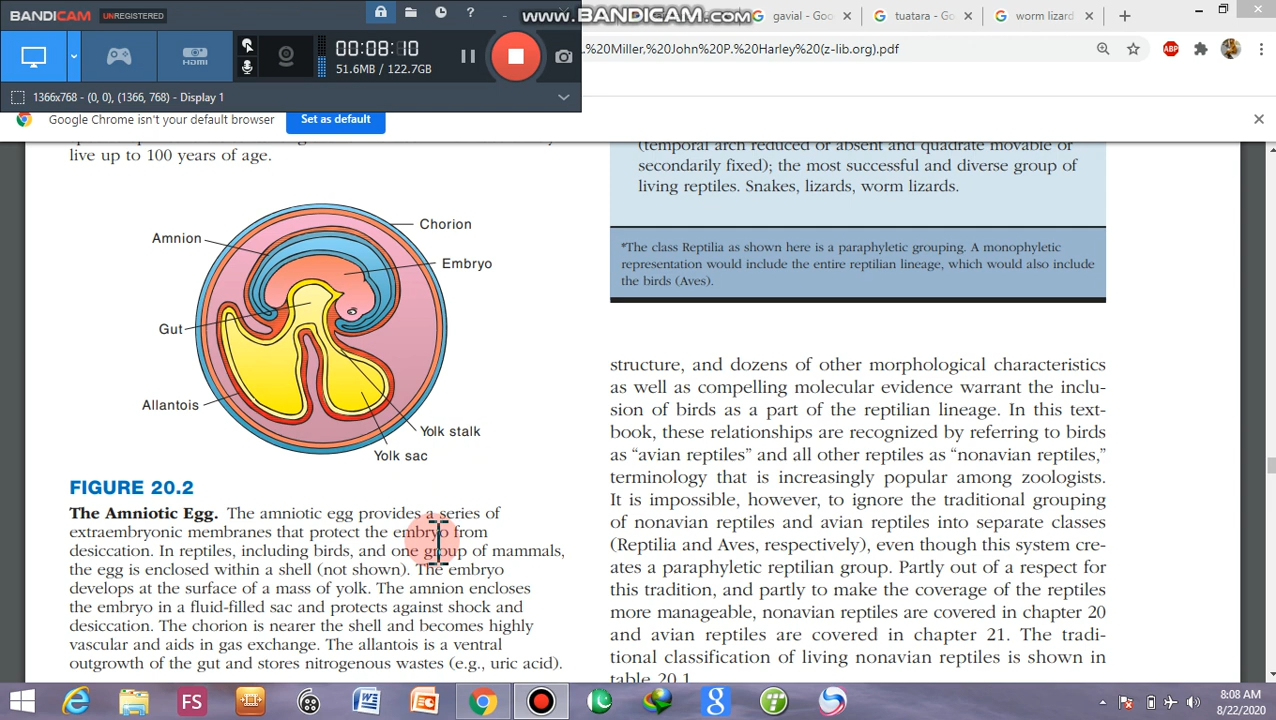 BANDICAM UNREGISTERED
www.BANDICAM.com
gavial - Goo
tuatara - Go
worm lizard
HDMI
00:08:10
51.6MB / 122.7GB
.%20Miller,%20John%20P.%20Harley (z-lib.org).pdf
ABP
1366x768 - (0, 0), (1366, 768) - Display 1
Google Chrome isn't your default browser
Set as default
live up to 100 years of age.
Amnion
Chorion
Embryo
Gut
Allantois
Yolk stalk
Yolk sac
FIGURE 20.2
The Amniotic Egg. The amniotic egg provides a series of
extraembryonic membranes that protect the embryo from
desiccation. In reptiles, including birds, and one group of mammals,
the egg is enclosed within a shell (not shown). The embryo
develops at the surface of a mass of yolk. The amnion encloses
the embryo in a fluid-filled sac and protects against shock and
desiccation. The chorion is nearer the shell and becomes highly
vascular and aids in gas exchange. The allantois is a ventral
outgrowth of the gut and stores nitrogenous wastes (e.g., uric acid).
(temporal arch reduced or absent and quadrate movable or
secondarily fixed); the most successful and diverse group of
living reptiles. Snakes, lizards, worm lizards.
*The class Reptilia as shown here is a paraphyletic grouping. A monophyletic
representation would include the entire reptilian lineage, which would also include
the birds (Aves).
structure, and dozens of other morphological characteristics
as well as compelling molecular evidence warrant the inclu-
sion of birds as a part of the reptilian lineage. In this text-
book, these relationships are recognized by referring to birds
as “avian reptiles” and all other reptiles as “nonavian reptiles,”
terminology that is increasingly popular among zoologists.
It is impossible, however, to ignore the traditional grouping
of nonavian reptiles and avian reptiles into separate classes
(Reptilia and Aves, respectively), even though this system cre-
ates a paraphyletic reptilian group. Partly out of a respect for
this tradition, and partly to make the coverage of the reptiles
more manageable, nonavian reptiles are covered in chapter 20
and avian reptiles are covered in chapter 21. The tradi-
tional classification of living nonavian reptiles is shown in
table 20.1
FS
8:08 AM
8/22/2020